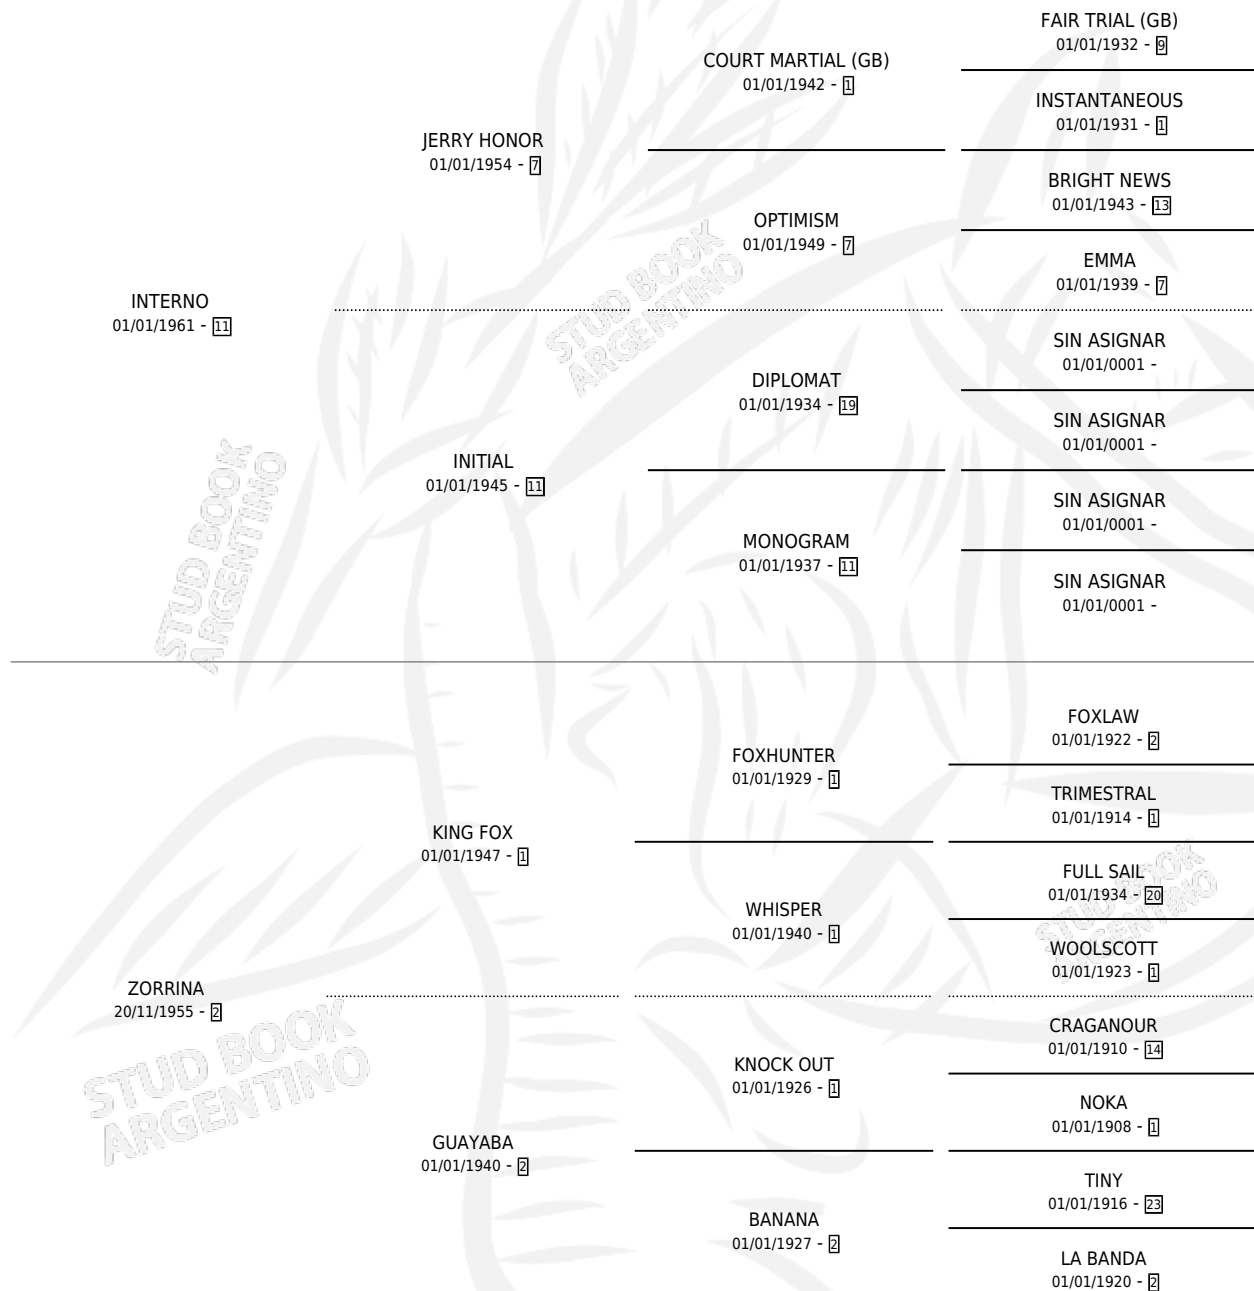 FAIR TRIAL (GB)
01/01/1932 - 9
COURT MARTIAL (GB)
01/01/1942 - 1
INSTANTANEOUS
01/01/1931 - 1
JERRY HONOR
01/01/1954 - 7
BRIGHT NEWS
01/01/1943 - 13
OPTIMISM
01/01/1949 - 7
EMMA
01/01/1939 - 7
INTERNO
01/01/1961 - 11
STUD BOOK
ARGENTINO
SIN ASIGNAR
01/01/0001 -
DIPLOMAT
01/01/1934 - 19
SIN ASIGNAR
01/01/0001 -
INITIAL
01/01/1945 - 11
SIN ASIGNAR
01/01/0001 -
MONOGRAM
01/01/1937 - 11
SIN ASIGNAR
01/01/0001 -
STUD BOOK
ARGENTINO
FOXLAW
01/01/1922 - 2
FOXHUNTER
01/01/1929 - 1
TRIMESTRAL
01/01/1914 - 1
KING FOX
01/01/1947 - 1
FULL SAIL
01/01/1934 - 20
WHISPER
01/01/1940 - 1
STUD BOOK
ARGENTINO
WOOLSCOTT
01/01/1923 - 1
ZORRINA
20/11/1955 - 2
STUD BOOK
ARGENTINO
CRAGANOUR
01/01/1910 - 14
KNOCK OUT
01/01/1926 - 1
NOKA
01/01/1908 - 1
GUAYABA
01/01/1940 - 2
TINY
01/01/1916 - 23
BANANA
01/01/1927 - 2
LA BANDA
01/01/1920 - 2